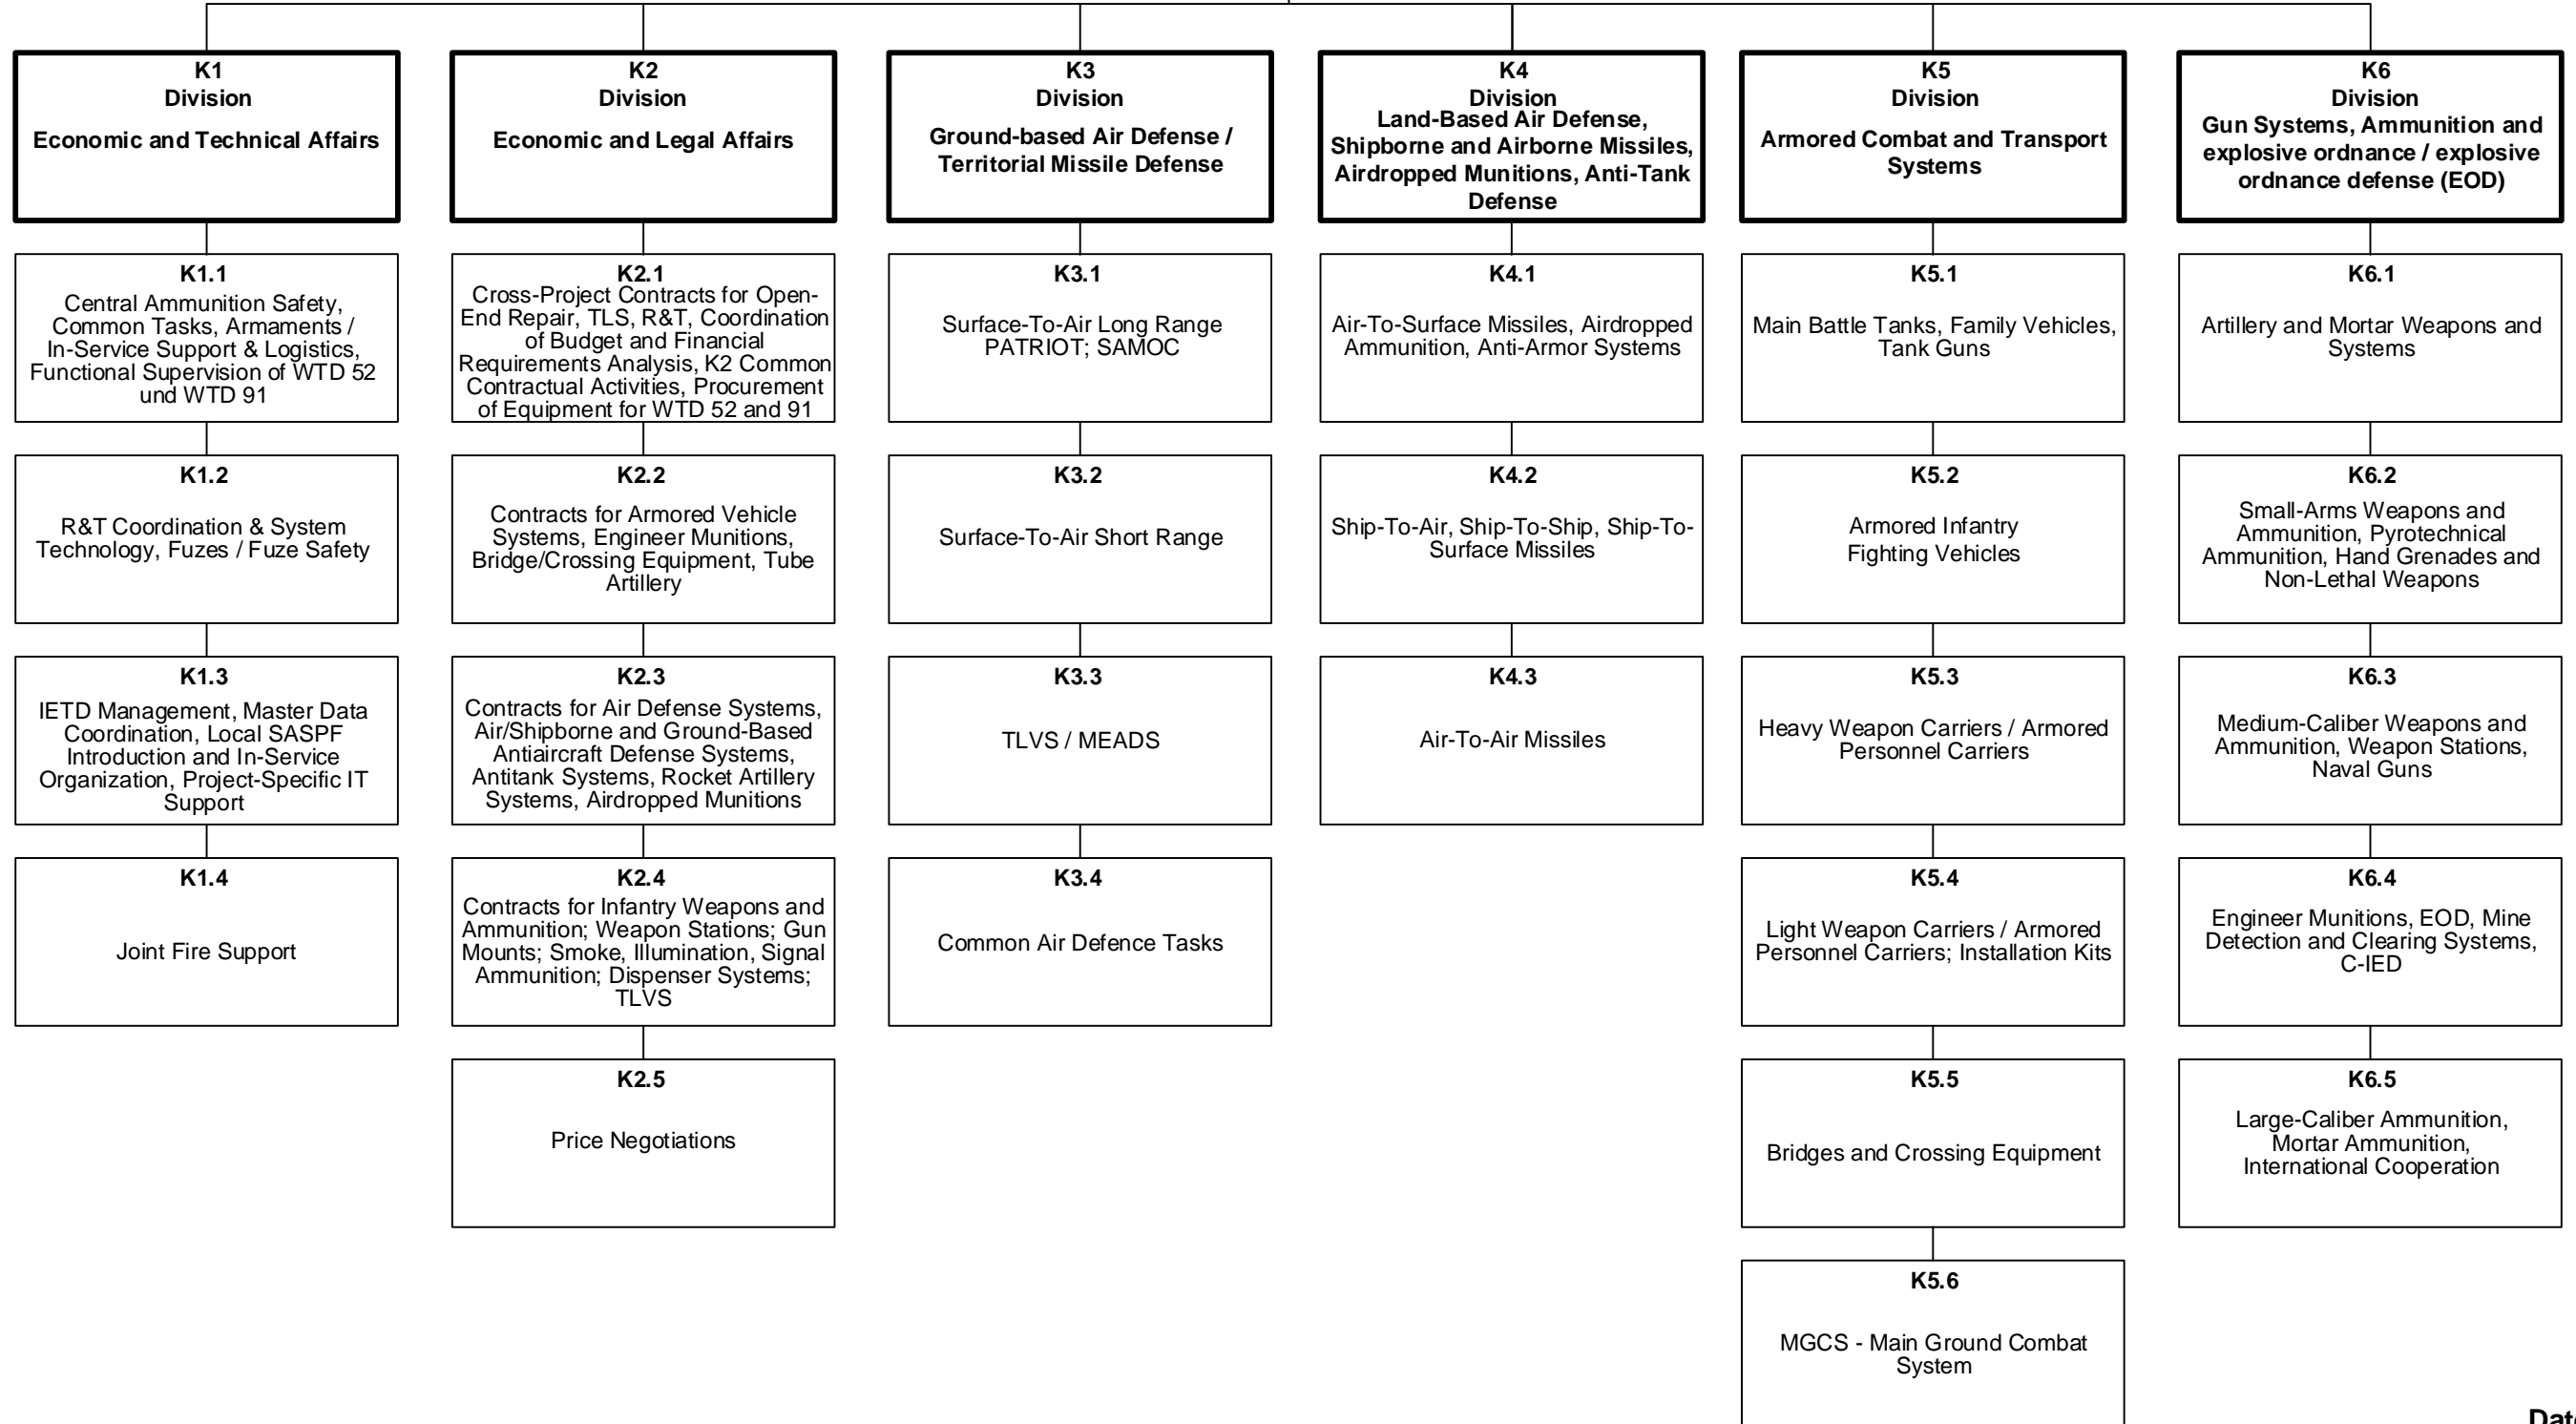 K1
Division
Economic and Technical Affairs
K1.1
Central Ammunition Safety,
Common Tasks, Armaments /
In-Service Support & Logistics,
Functional Supervision of WTD 52
und WTD 91
K1.2
R&T Coordination & System
Technology, Fuzes / Fuze Safety
K1.3
IETD Management, Master Data
Coordination, Local SASPF
Introduction and In-Service
Organization, Project-Specific IT
Support
K1.4
Joint Fire Support
K2
Division
Economic and Legal Affairs
K2.1
Cross-Project Contracts for Open-
End Repair, TLS, R&T, Coordination
of Budget and Financial
Requirements Analysis, K2 Common
Contractual Activities, Procurement
of Equipment for WTD 52 and 91
K2.2
Contracts for Armored Vehicle
Systems, Engineer Munitions,
Bridge/Crossing Equipment, Tube
Artillery
K2.3
Contracts for Air Defense Systems,
Air/Shipborne and Ground-Based
Antiaircraft Defense Systems,
Antitank Systems, Rocket Artillery
Systems, Airdropped Munitions
K2.4
Contracts for Infantry Weapons and
Ammunition; Weapon Stations; Gun
Mounts; Smoke, Illumination, Signal
Ammunition; Dispenser Systems;
TLVS
K2.5
Price Negotiations
K3
Division
Ground-based Air Defense /
Territorial Missile Defense
K3.1
Surface-To-Air Long Range
PATRIOT; SAMOC
K3.2
Surface-To-Air Short Range
K3.3
TLVS / MEADS
K3.4
Common Air Defence Tasks
K4
Division
Land-Based Air Defense,
Shipborne and Airborne Missiles,
Airdropped Munitions, Anti-Tank
Defense
K4.1
Air-To-Surface Missiles, Airdropped
Ammunition, Anti-Armor Systems
K4.2
Ship-To-Air, Ship-To-Ship, Ship-To-
Surface Missiles
K4.3
Air-To-Air Missiles
K5
Division
Armored Combat and Transport
Systems
K5.1
Main Battle Tanks, Family Vehicles,
Tank Guns
K5.2
Armored Infantry
Fighting Vehicles
K5.3
Heavy Weapon Carriers / Armored
Personnel Carriers
K5.4
Light Weapon Carriers / Armored
Personnel Carriers; Installation Kits
K5.5
Bridges and Crossing Equipment
K5.6
MGCS - Main Ground Combat
System
K6
Division
Gun Systems, Ammunition and
explosive ordnance / explosive
ordnance defense (EOD)
K6.1
Artillery and Mortar Weapons and
Systems
K6.2
Small-Arms Weapons and
Ammunition, Pyrotechnical
Ammunition, Hand Grenades and
Non-Lethal Weapons
K6.3
Medium-Caliber Weapons and
Ammunition, Weapon Stations,
Naval Guns
K6.4
Engineer Munitions, EOD, Mine
Detection and Clearing Systems,
C-IED
K6.5
Large-Caliber Ammunition,
Mortar Ammunition,
International Cooperation
Dat